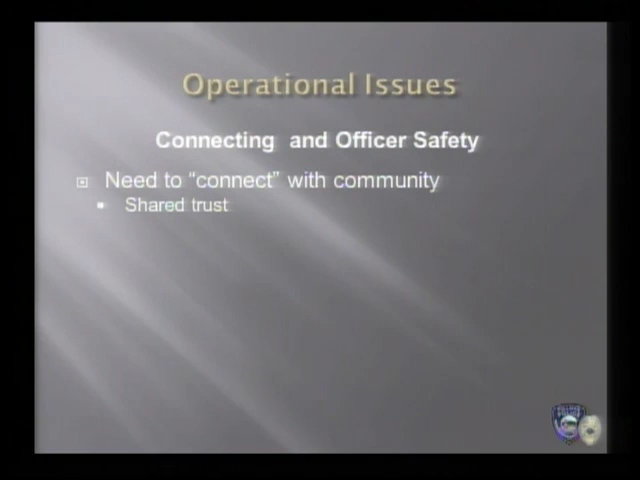 Operational Issues
Connecting and Officer Safety
Need to “connect” with community
Shared trust